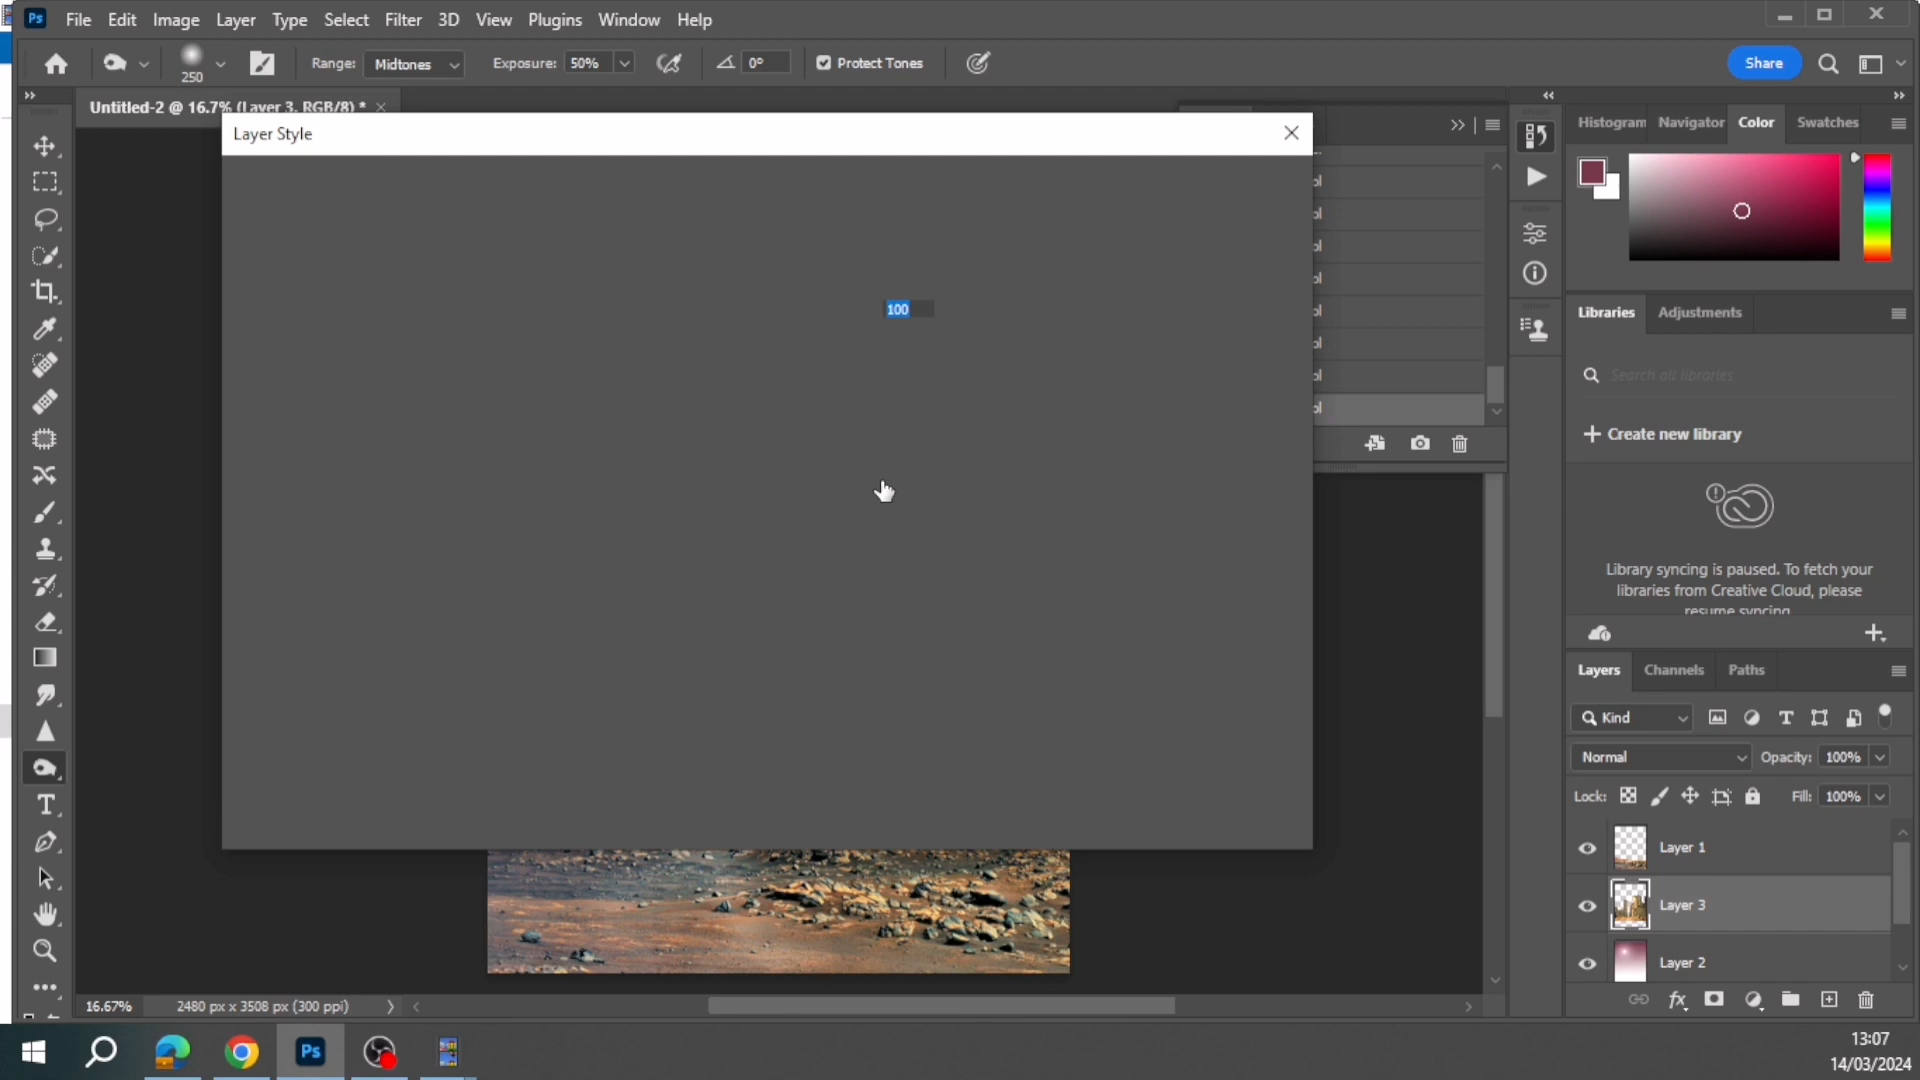 Ps File Edit Image Layer Type Select Filter 3D View Plugins Window Help
250 Range: Midtones Exposure: 50% 0° Protect Tones Share
Untitled-2 @ 16.7% (Layer 3, RGB/8) *
Layer Style
100
Histogram Navigator Color Swatches
Libraries Adjustments
Search all libraries
Create new library
Library syncing is paused. To fetch your
libraries from Creative Cloud, please
resume syncing
Layers Channels Paths
Kind
Normal Opacity: 100%
Lock: Fill: 100%
Layer 1
Layer 3
Layer 2
fx
16.67% 2480 px x 3508 px (300 ppi)
Ps
13:07
14/03/2024